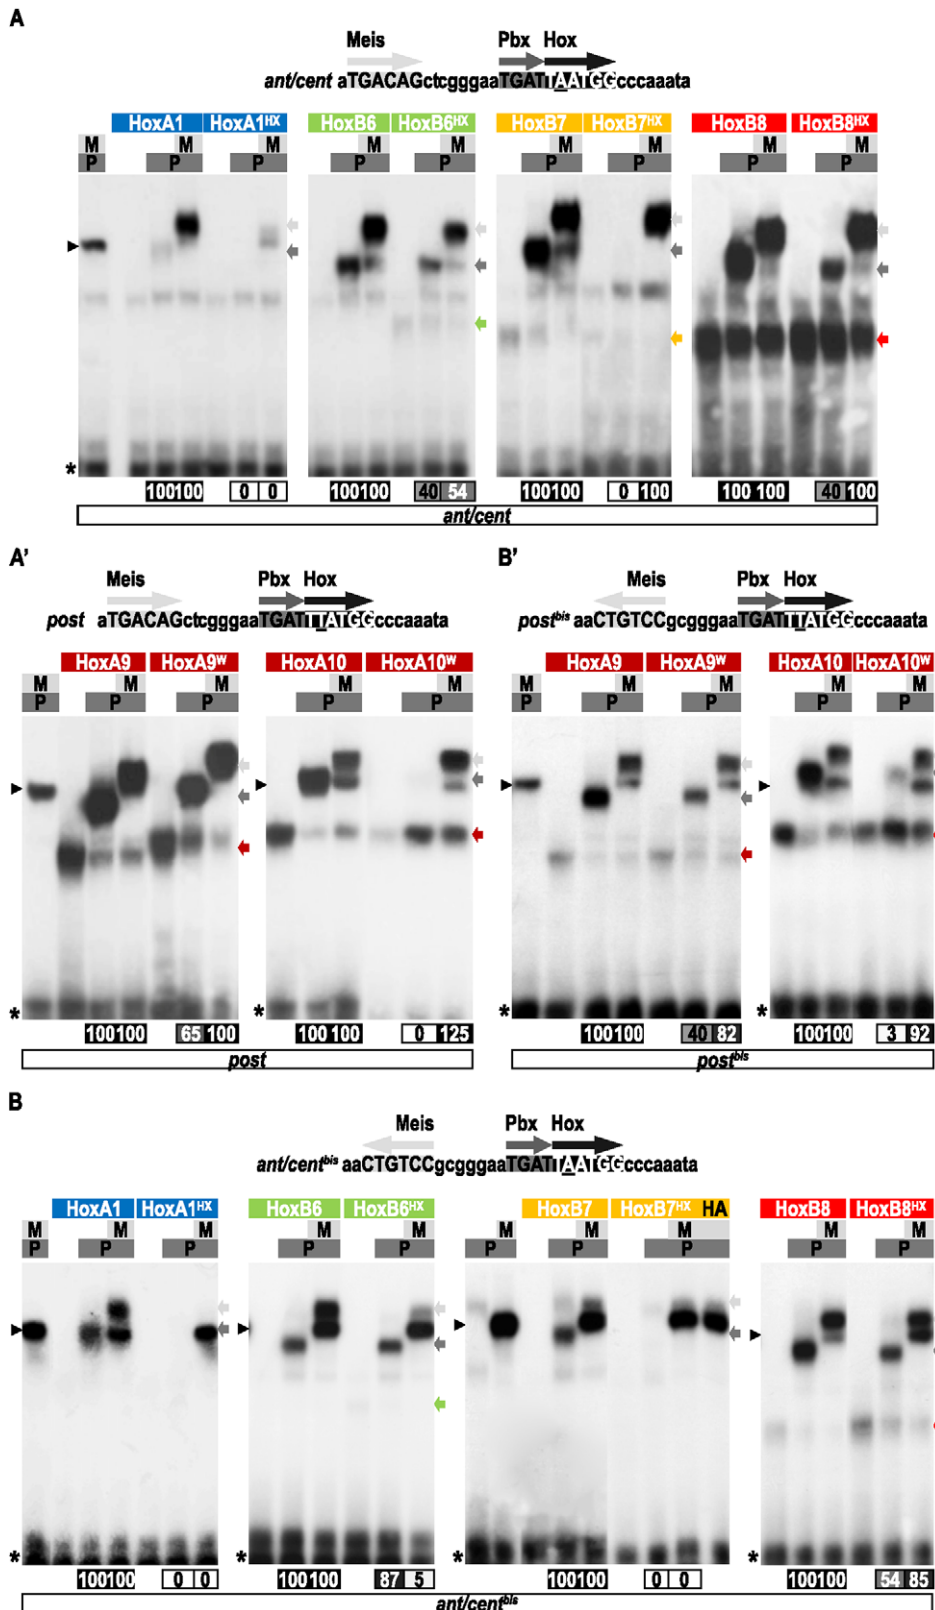 A
Meis Pbx Hox
ant/cent aTGACAGctcgggaaTGATTAATGGcccaaata
HoxA1 HoxA1HX HoxB6 HoxB6HX HoxB7 HoxB7HX HoxB8 HoxB8HX
M M M M M M M M M
P P P P P P P P P
*
100 100 0 0 100 100 40 54 100 100 0 100 100 100 40 100
ant/cent
A' B'
Meis Pbx Hox Meis Pbx Hox
post aTGACAGctcgggaaTGATTTATGGcccaaata postbis aaCTGTCCgcgggaaTGATTTATGGcccaaata
HoxA9 HoxA9W HoxA10 HoxA10W HoxA9 HoxA9W HoxA10 HoxA10W
M M M M M M M M M M
P P P P P P P P P P
* * * *
100 100 65 100 100 100 0 125 100 100 40 82 100 100 3 92
post postbis
B
Meis Pbx Hox
ant/centbis aaCTGTCCgcgggaaTGATTAATGGcccaaata
HoxA1 HoxA1HX HoxB6 HoxB6HX HoxB7 HoxB7HX HA HoxB8 HoxB8HX
M M M M M M M M M M
P P P P P P P P P P
* * * *
100 100 0 0 100 100 87 5 100 100 0 0 100 100 54 85
ant/centbis